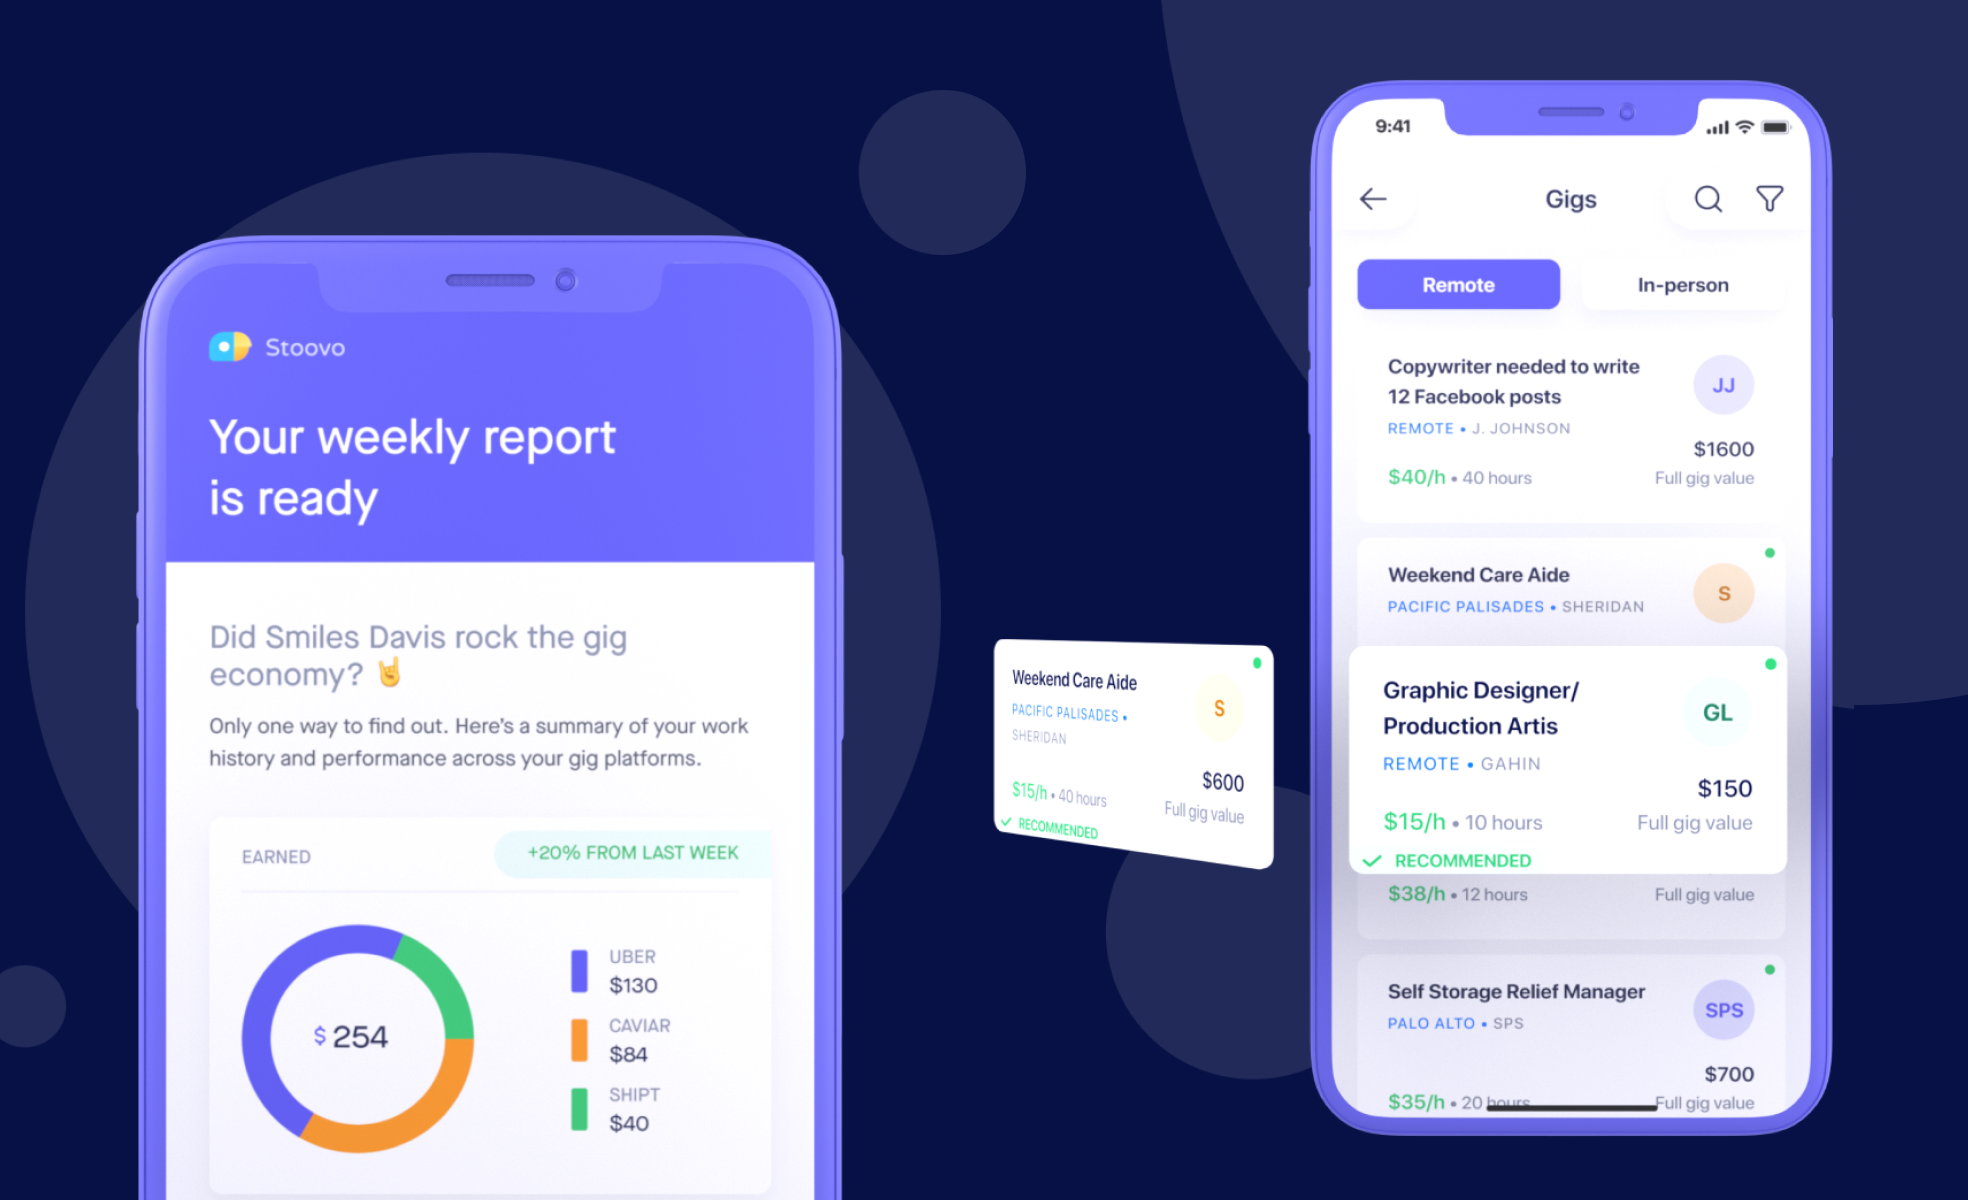 Stoovo
Your weekly report
is ready
Did Smiles Davis rock the gig
economy? 🤘
Only one way to find out. Here's a summary of your work
history and performance across your gig platforms.
EARNED
+20% FROM LAST WEEK
$ 254
UBER
$130
CAVIAR
$84
SHIPT
$40
Weekend Care Aide
S
PACIFIC PALISADES •
SHERIDAN
$600
$15/h • 40 hours
Full gig value
RECOMMENDED
9:41
Gigs
Remote
In-person
Copywriter needed to write
12 Facebook posts
JJ
REMOTE • J. JOHNSON
$1600
$40/h • 40 hours
Full gig value
Weekend Care Aide
S
PACIFIC PALISADES • SHERIDAN
Graphic Designer/
Production Artis
GL
REMOTE • GAHIN
$150
$15/h • 10 hours
Full gig value
RECOMMENDED
$38/h • 12 hours
Full gig value
Self Storage Relief Manager
SPS
PALO ALTO • SPS
$700
$35/h • 20 hours
Full gig value